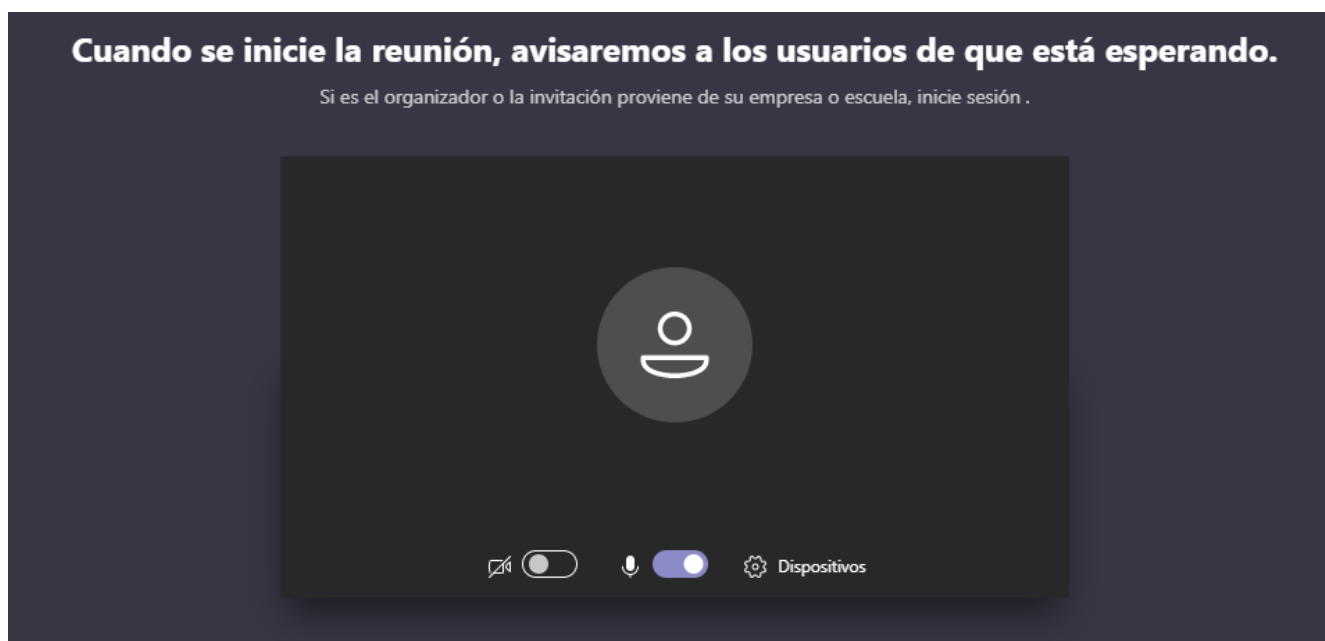 Cuando se inicie la reunión, avisaremos a los usuarios de que está esperando.
Si es el organizador o la invitación proviene de su empresa o escuela, inicie sesión .
Dispositivos